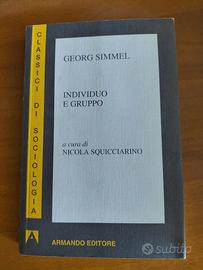 CLASSICI DI SOCIOLOGIA
GEORG SIMMEL
INDIVIDUO
E GRUPPO
a cura di
NICOLA SQUICCIARINO
ARMANDO EDITORE
subito